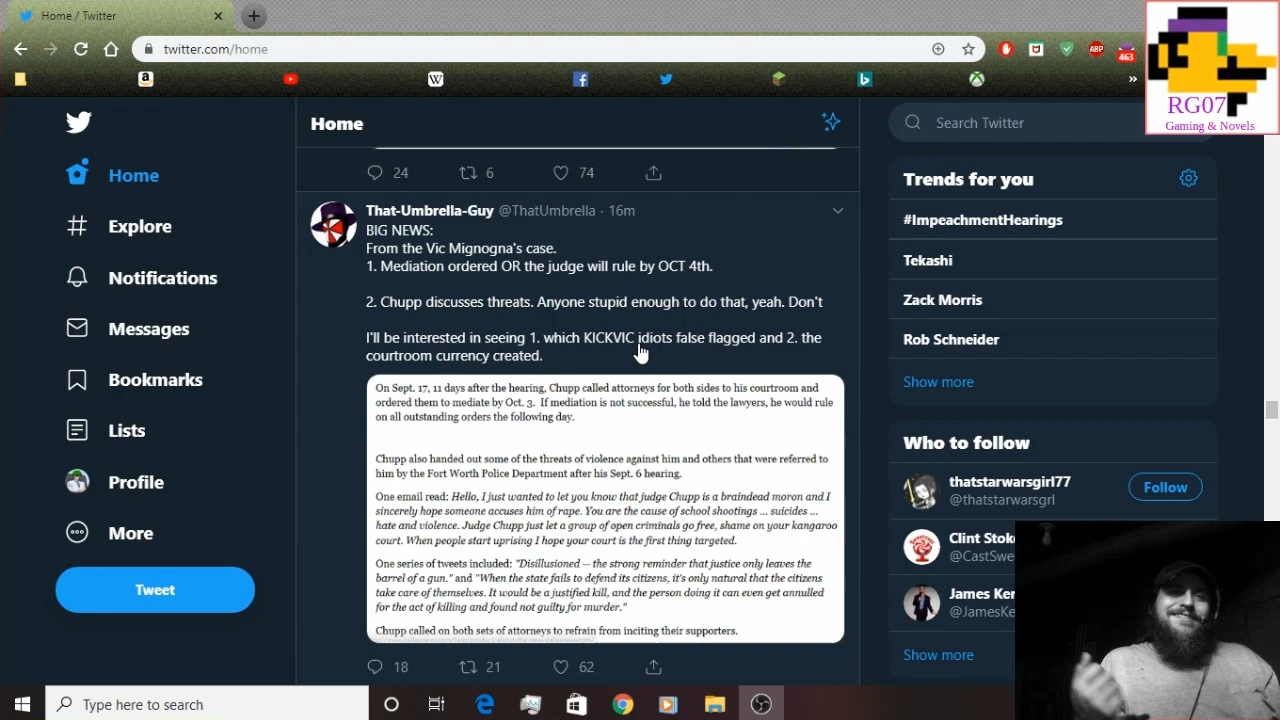 Home / Twitter
twitter.com/home
463
RG07
Gaming & Novels
Home
Explore
Notifications
Messages
Bookmarks
Lists
Profile
More
Tweet
Home
24
6
74
That-Umbrella-Guy @ThatUmbrella · 16m
BIG NEWS:
From the Vic Mignogna's case.
1. Mediation ordered OR the judge will rule by OCT 4th.
2. Chupp discusses threats. Anyone stupid enough to do that, yeah. Don't
I'll be interested in seeing 1. which KICKVIC idiots false flagged and 2. the
courtroom currency created.
On Sept. 17, 11 days after the hearing, Chupp called attorneys for both sides to his courtroom and
ordered them to mediate by Oct. 3. If mediation is not successful, he told the lawyers, he would rule
on all outstanding orders the following day.
Chupp also handed out some of the threats of violence against him and others that were referred to
him by the Fort Worth Police Department after his Sept. 6 hearing.
One email read: Hello, I just wanted to let you know that judge Chupp is a braindead moron and I
sincerely hope someone accuses him of rape. You are the cause of school shootings ... suicides ...
hate and violence. Judge Chupp just let a group of open criminals go free, shame on your kangaroo
court. When people start uprising I hope your court is the first thing targeted.
One series of tweets included: "Disillusioned -- the strong reminder that justice only leaves the
barrel of a gun." and "When the state fails to defend its citizens, it's only natural that the citizens
take care of themselves. It would be a justified kill, and the person doing it can even get annulled
for the act of killing and found not guilty for murder."
Chupp called on both sets of attorneys to refrain from inciting their supporters.
18
21
62
Search Twitter
Trends for you
#ImpeachmentHearings
Tekashi
Zack Morris
Rob Schneider
Show more
Who to follow
thatstarwarsgirl77
@thatstarwsgrl
Follow
Clint Stok
@CastSwe
James Ker
@JamesKe
Show more
Type here to search
ABP